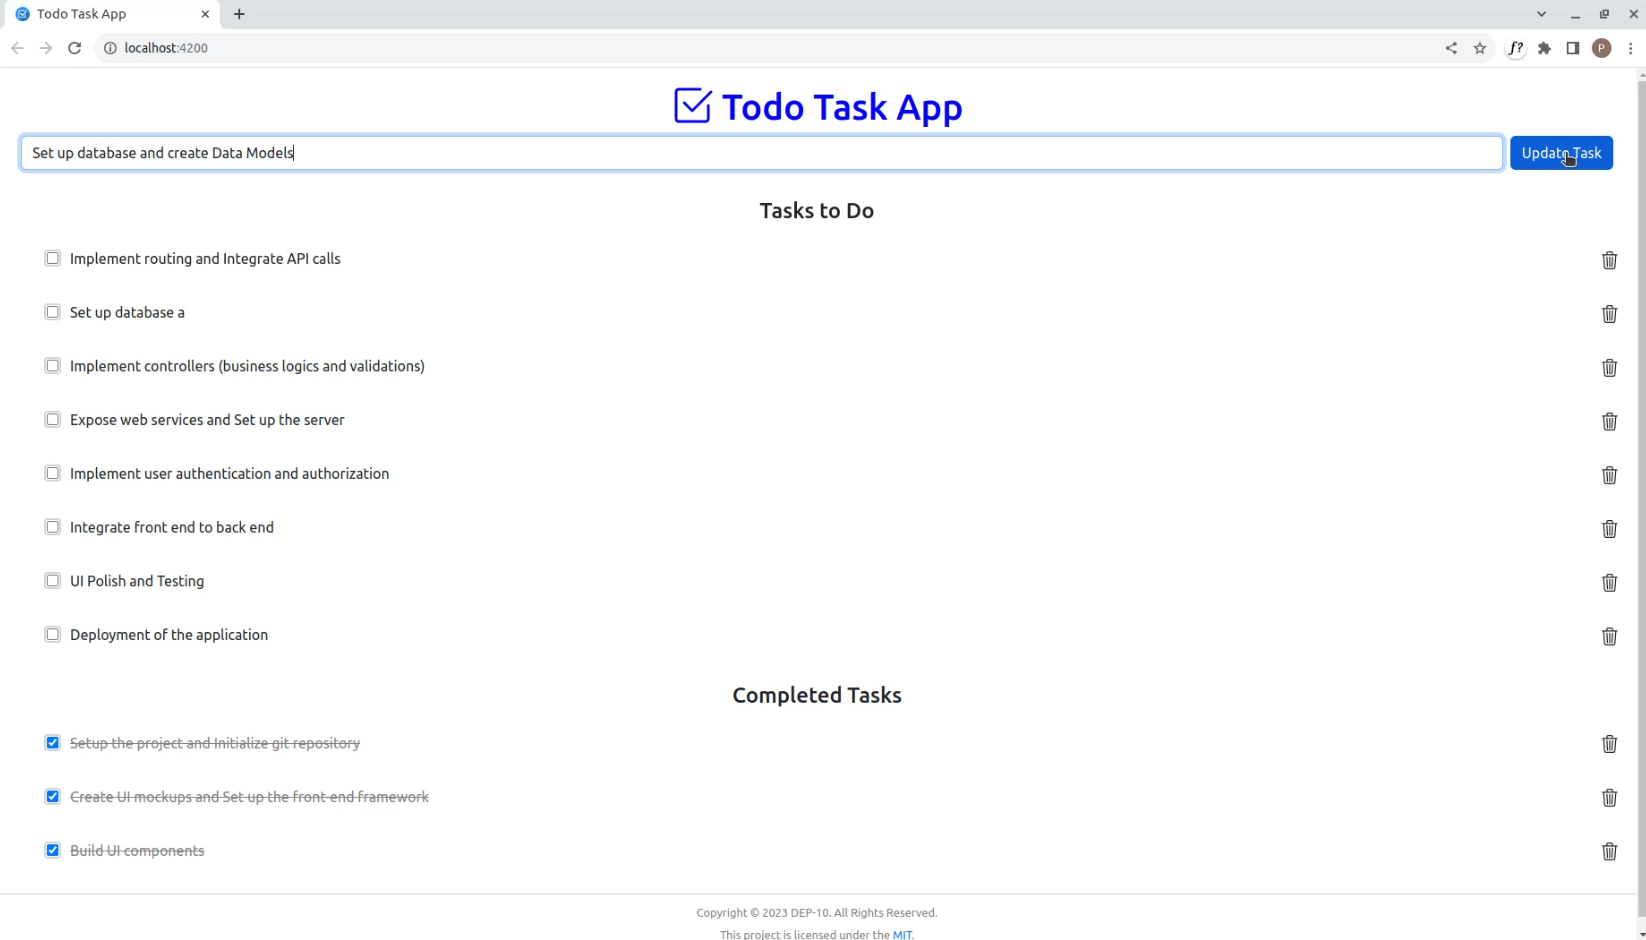 Todo Task App
localhost:4200
f?
P
Todo Task App
Set up database and create Data Models
Update Task
Tasks to Do
Implement routing and Integrate API calls
Set up database a
Implement controllers (business logics and validations)
Expose web services and Set up the server
Implement user authentication and authorization
Integrate front end to back end
UI Polish and Testing
Deployment of the application
Completed Tasks
Setup the project and Initialize git repository
Create UI mockups and Set up the front-end framework
Build UI components
Copyright © 2023 DEP-10. All Rights Reserved.
This project is licensed under the MIT.